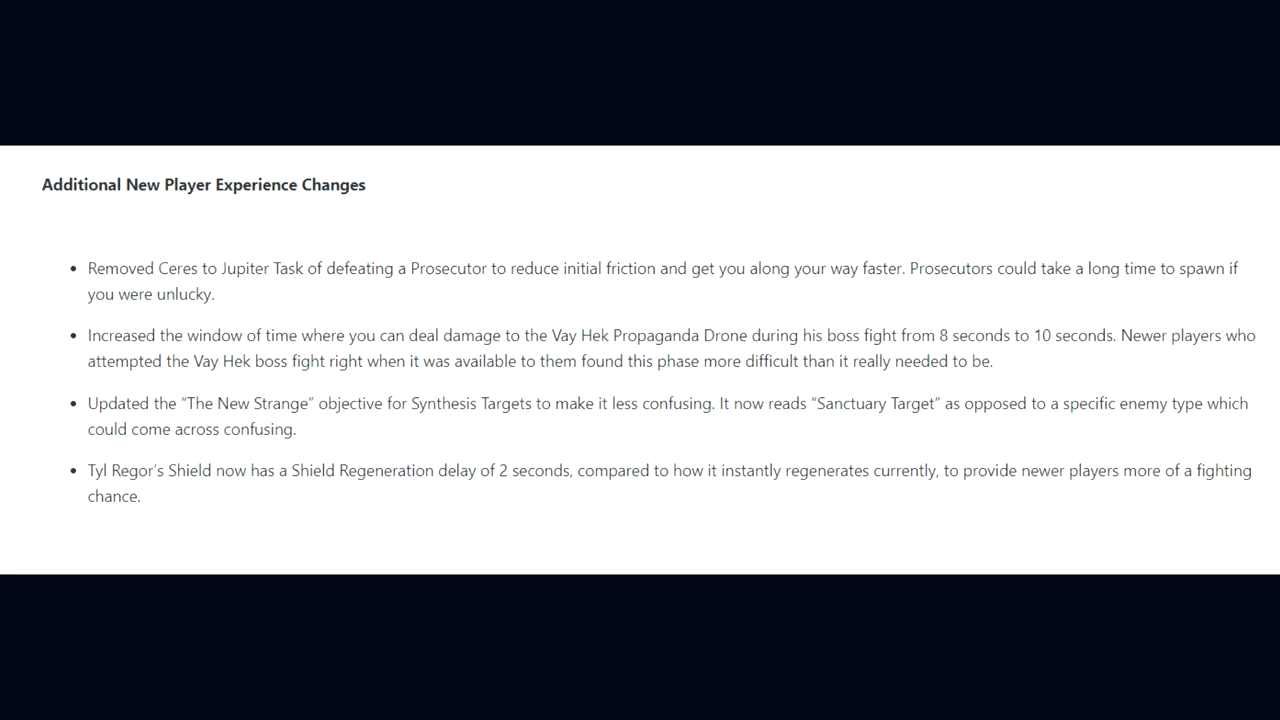 Additional New Player Experience Changes
• Removed Ceres to Jupiter Task of defeating a Prosecutor to reduce initial friction and get you along your way faster. Prosecutors could take a long time to spawn if
you were unlucky.
• Increased the window of time where you can deal damage to the Vay Hek Propaganda Drone during his boss fight from 8 seconds to 10 seconds. Newer players who
attempted the Vay Hek boss fight right when it was available to them found this phase more difficult than it really needed to be.
• Updated the “The New Strange” objective for Synthesis Targets to make it less confusing. It now reads “Sanctuary Target” as opposed to a specific enemy type which
could come across confusing.
• Tyl Regor’s Shield now has a Shield Regeneration delay of 2 seconds, compared to how it instantly regenerates currently, to provide newer players more of a fighting
chance.